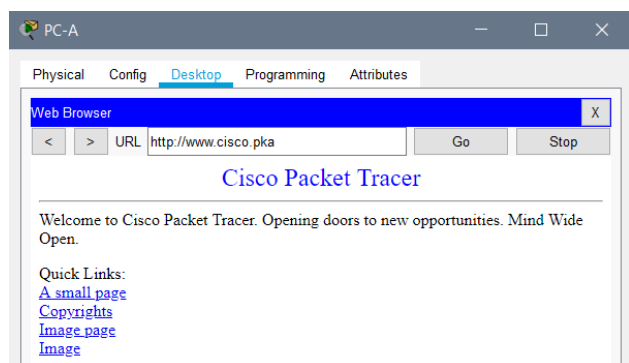 PC-A
Physical Config Desktop Programming Attributes
Web Browser X
< > URL http://www.cisco.pka Go Stop
Cisco Packet Tracer
Welcome to Cisco Packet Tracer. Opening doors to new opportunities. Mind Wide
Open.
Quick Links:
A small page
Copyrights
Image page
Image